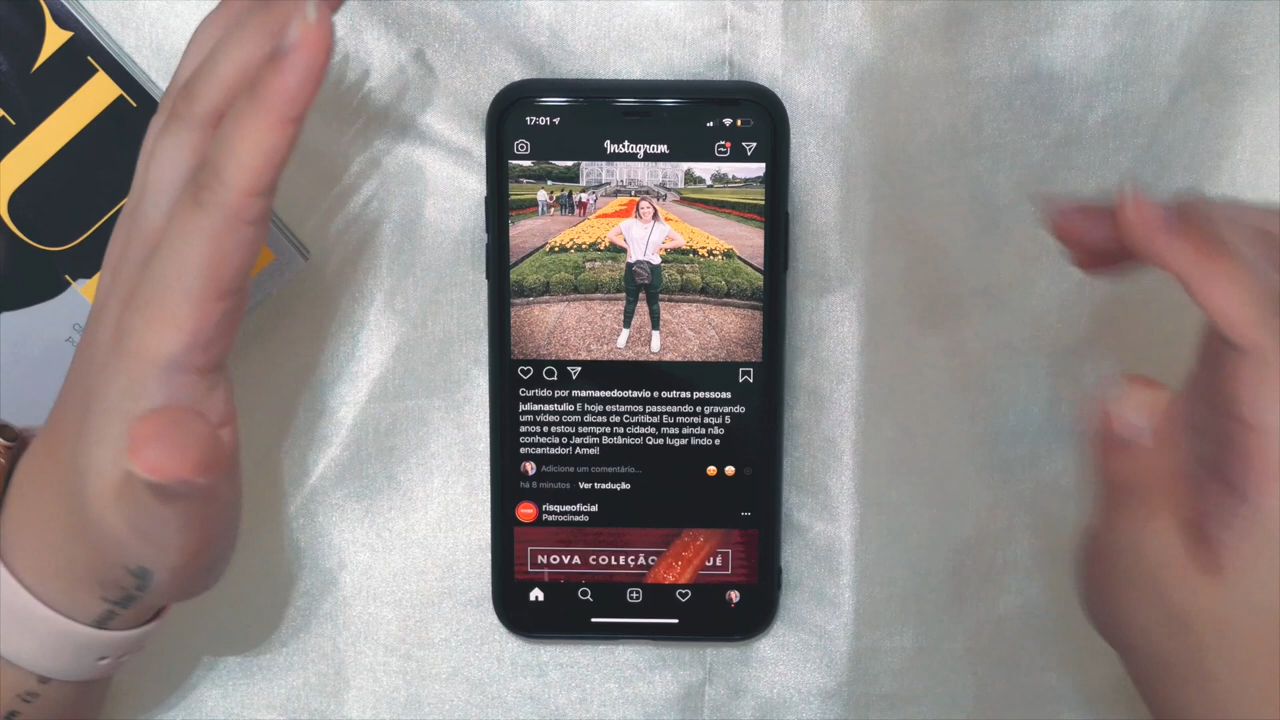 17:01
Instagram
Curtido por mamaeedootavio e outras pessoas
julianastulio E hoje estamos passeando e gravando
um vídeo com dicas de Curitiba! Eu morei aqui 5
anos e estou sempre na cidade, mas ainda não
conhecia o Jardim Botânico! Que lugar lindo e
encantador! Amei!
Adicione um comentário...
há 8 minutos · Ver tradução
risqueoficial
Patrocinado
NOVA COLEÇÃO